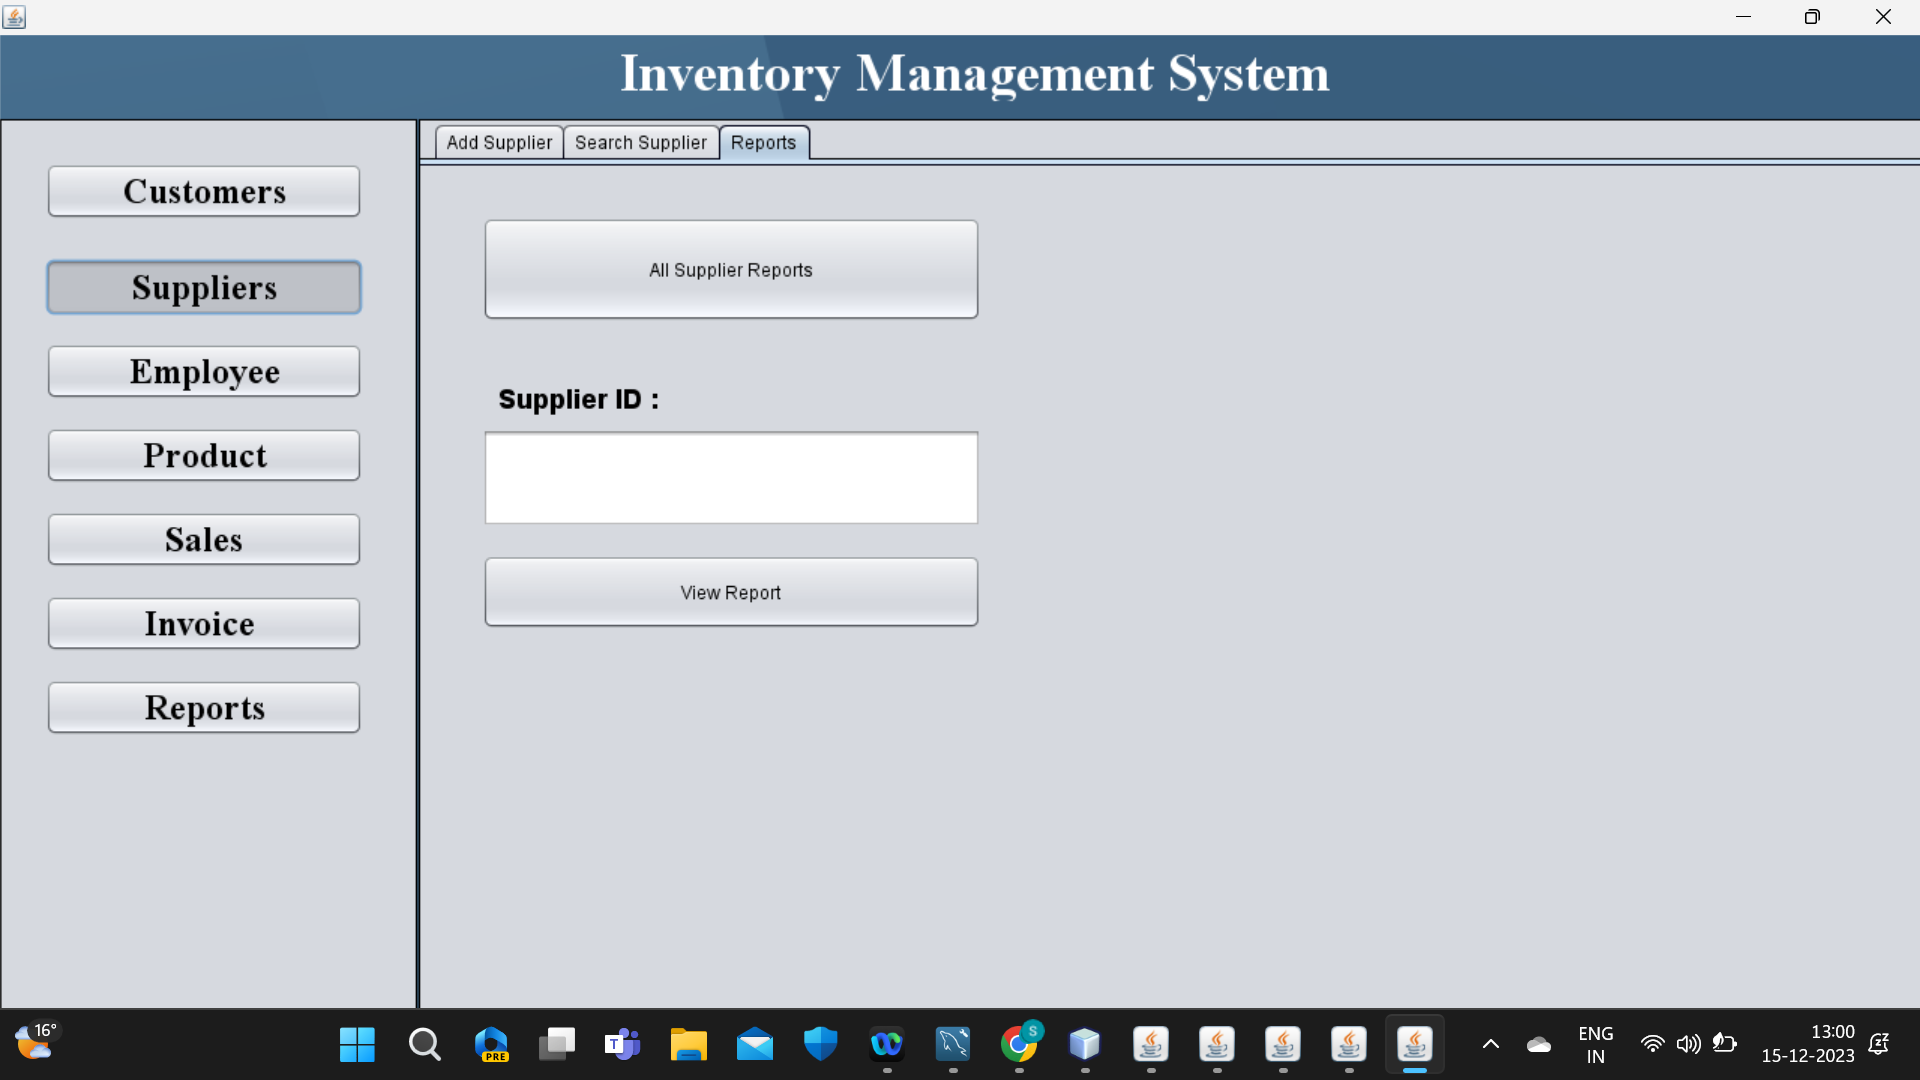 Inventory Management System
Add Supplier Search Supplier Reports
Customers
Suppliers
Employee
Product
Sales
Invoice
Reports
All Supplier Reports
Supplier ID :
View Report
16°
PRE
T
S
ENG
IN
13:00
15-12-2023